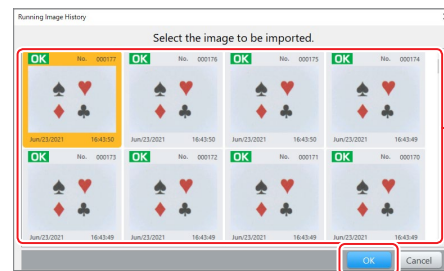 Running Image History
Select the image to be imported.
OK No. 000177 OK No. 000176 OK No. 000175 OK No. 000174
Jun/23/2021 16:43:50 Jun/23/2021 16:43:50 Jun/23/2021 16:43:50 Jun/23/2021 16:43:49
OK No. 000173 OK No. 000172 OK No. 000171 OK No. 000170
Jun/23/2021 16:43:49 Jun/23/2021 16:43:49 Jun/23/2021 16:43:49 Jun/23/2021 16:43:49
OK Cancel